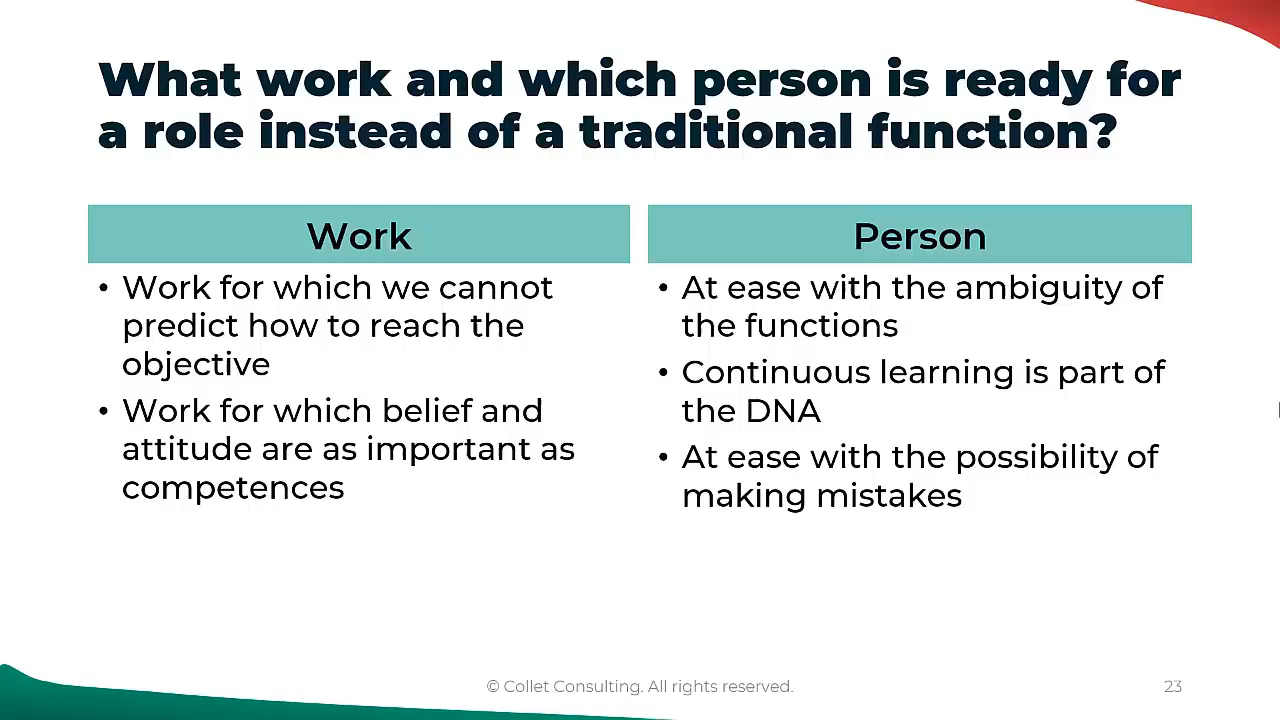 What work and which person is ready for
a role instead of a traditional function?
Work
• Work for which we cannot
predict how to reach the
objective
• Work for which belief and
attitude are as important as
competences
Person
• At ease with the ambiguity of
the functions
• Continuous learning is part of
the DNA
• At ease with the possibility of
making mistakes
© Collet Consulting. All rights reserved.
23